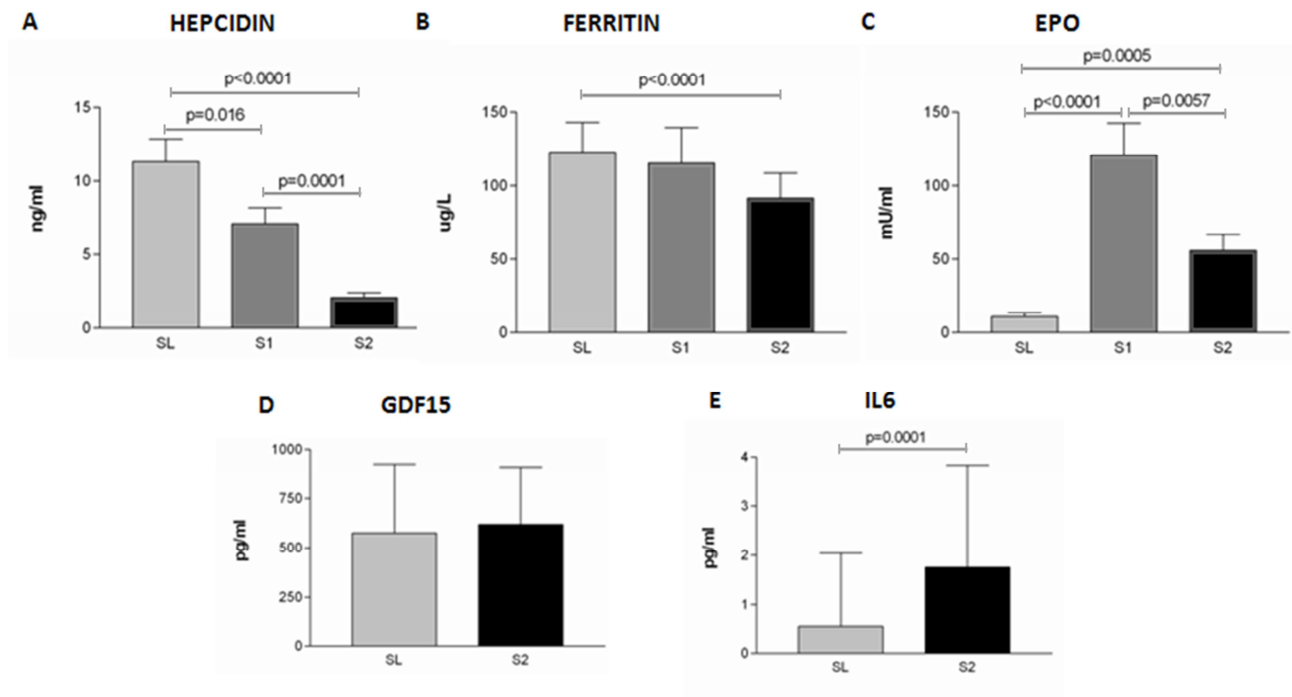 A HEPCIDIN
p<0.0001
p=0.016
p=0.0001
15
10
5
0
ng/ml
SL S1 S2
B FERRITIN
p<0.0001
150
100
50
0
ug/L
SL S1 S2
C EPO
p=0.0005
p<0.0001 p=0.0057
150
100
50
0
mU/ml
SL S1 S2
D GDF15
1000
750
500
250
0
pg/ml
SL S2
E IL6
p=0.0001
4
3
2
1
0
pg/ml
SL S2